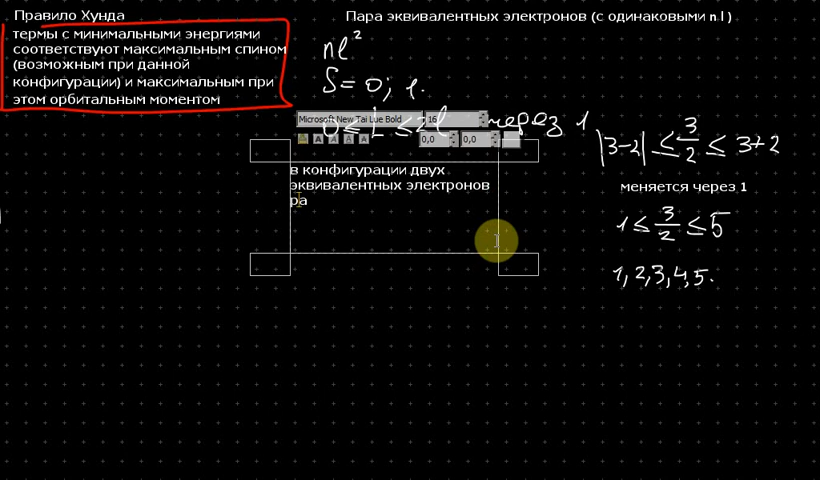 Правило Хунда
термы с минимальными энергиями
соответствуют максимальным спином
(возможным при данной
конфигурации) и максимальным при
этом орбитальным моментом
Пара эквивалентных электронов (с одинаковыми n l )
nl²
S = 0; 1.
0 ≤ L ≤ 2l через 1
Microsoft New Tai Lue Bold 16
A A A A
0,0 0,0
в конфигурации двух
эквивалентных электронов
ра
|3-2| ≤ 3/2 ≤ 3+2
меняется через 1
1 ≤ 3/2 ≤ 5
1, 2, 3, 4, 5.